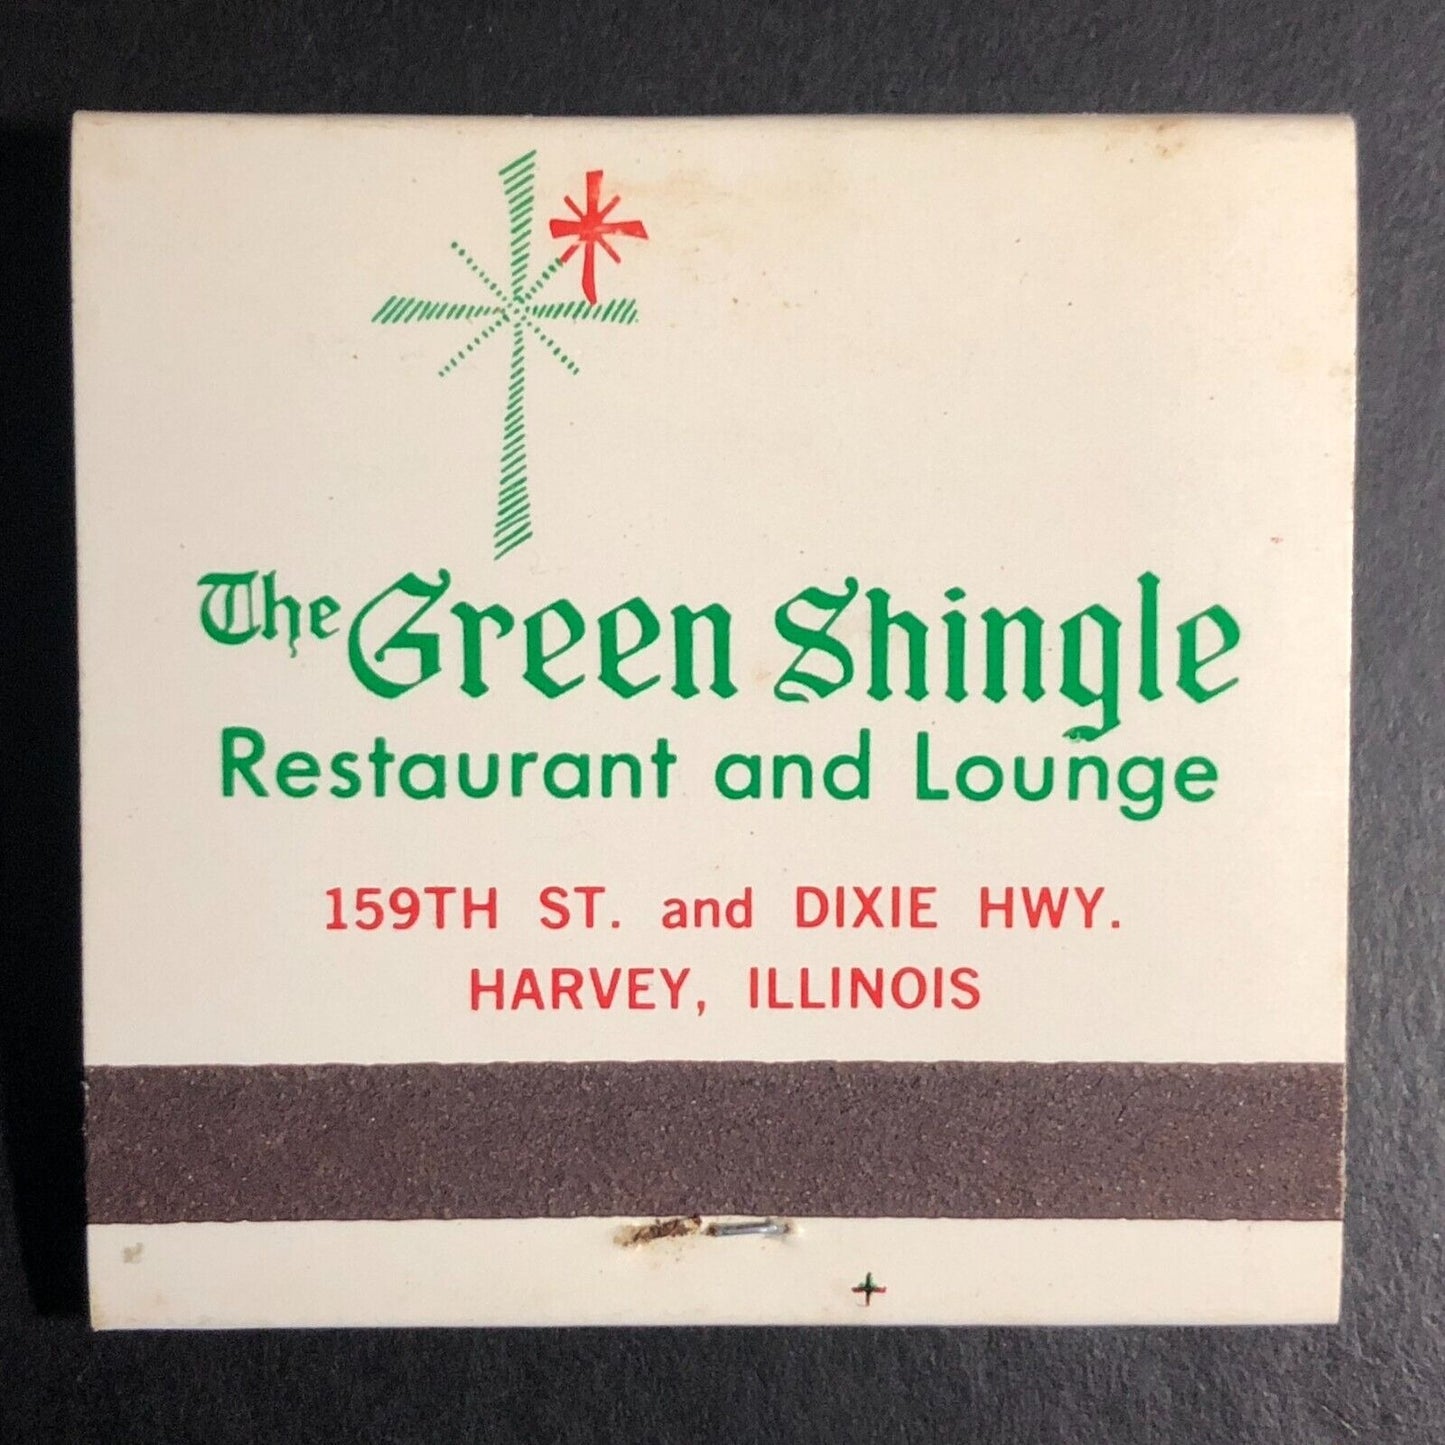 The Green Shingle
Restaurant and Lounge
159TH ST. and DIXIE HWY.
HARVEY, ILLINOIS